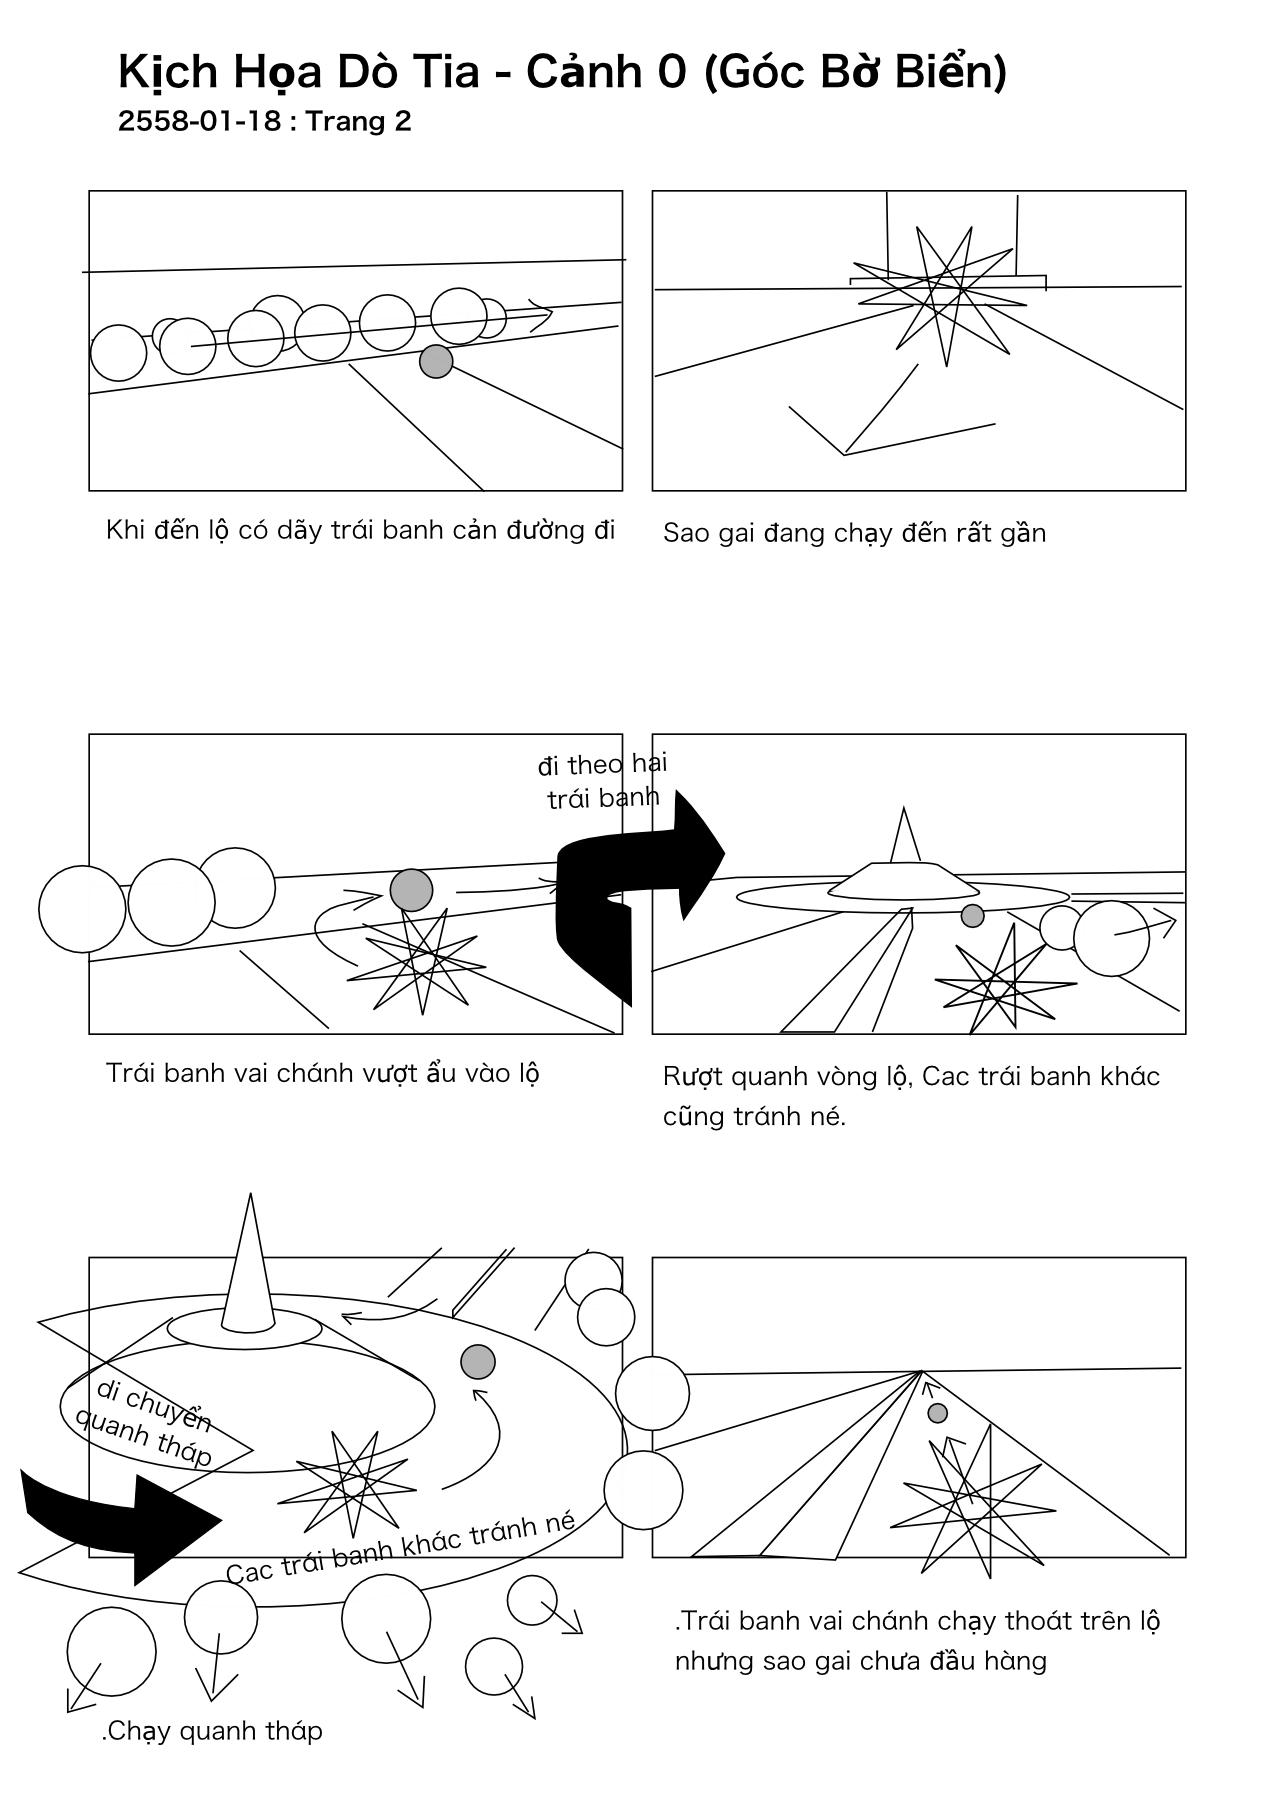 Kịch Họa Dò Tia - Cảnh 0 (Góc Bờ Biển)
2558-01-18 : Trang 2
Khi đến lộ có dãy trái banh cản đường đi
Sao gai đang chạy đến rất gần
đi theo hai
trái banh
Trái banh vai chánh vượt ẩu vào lộ
Rượt quanh vòng lộ, Cac trái banh khác
cũng tránh né.
di chuyển
quanh tháp
Cac trái banh khác tránh né
.Chạy quanh tháp
.Trái banh vai chánh chạy thoát trên lộ
nhưng sao gai chưa đầu hàng